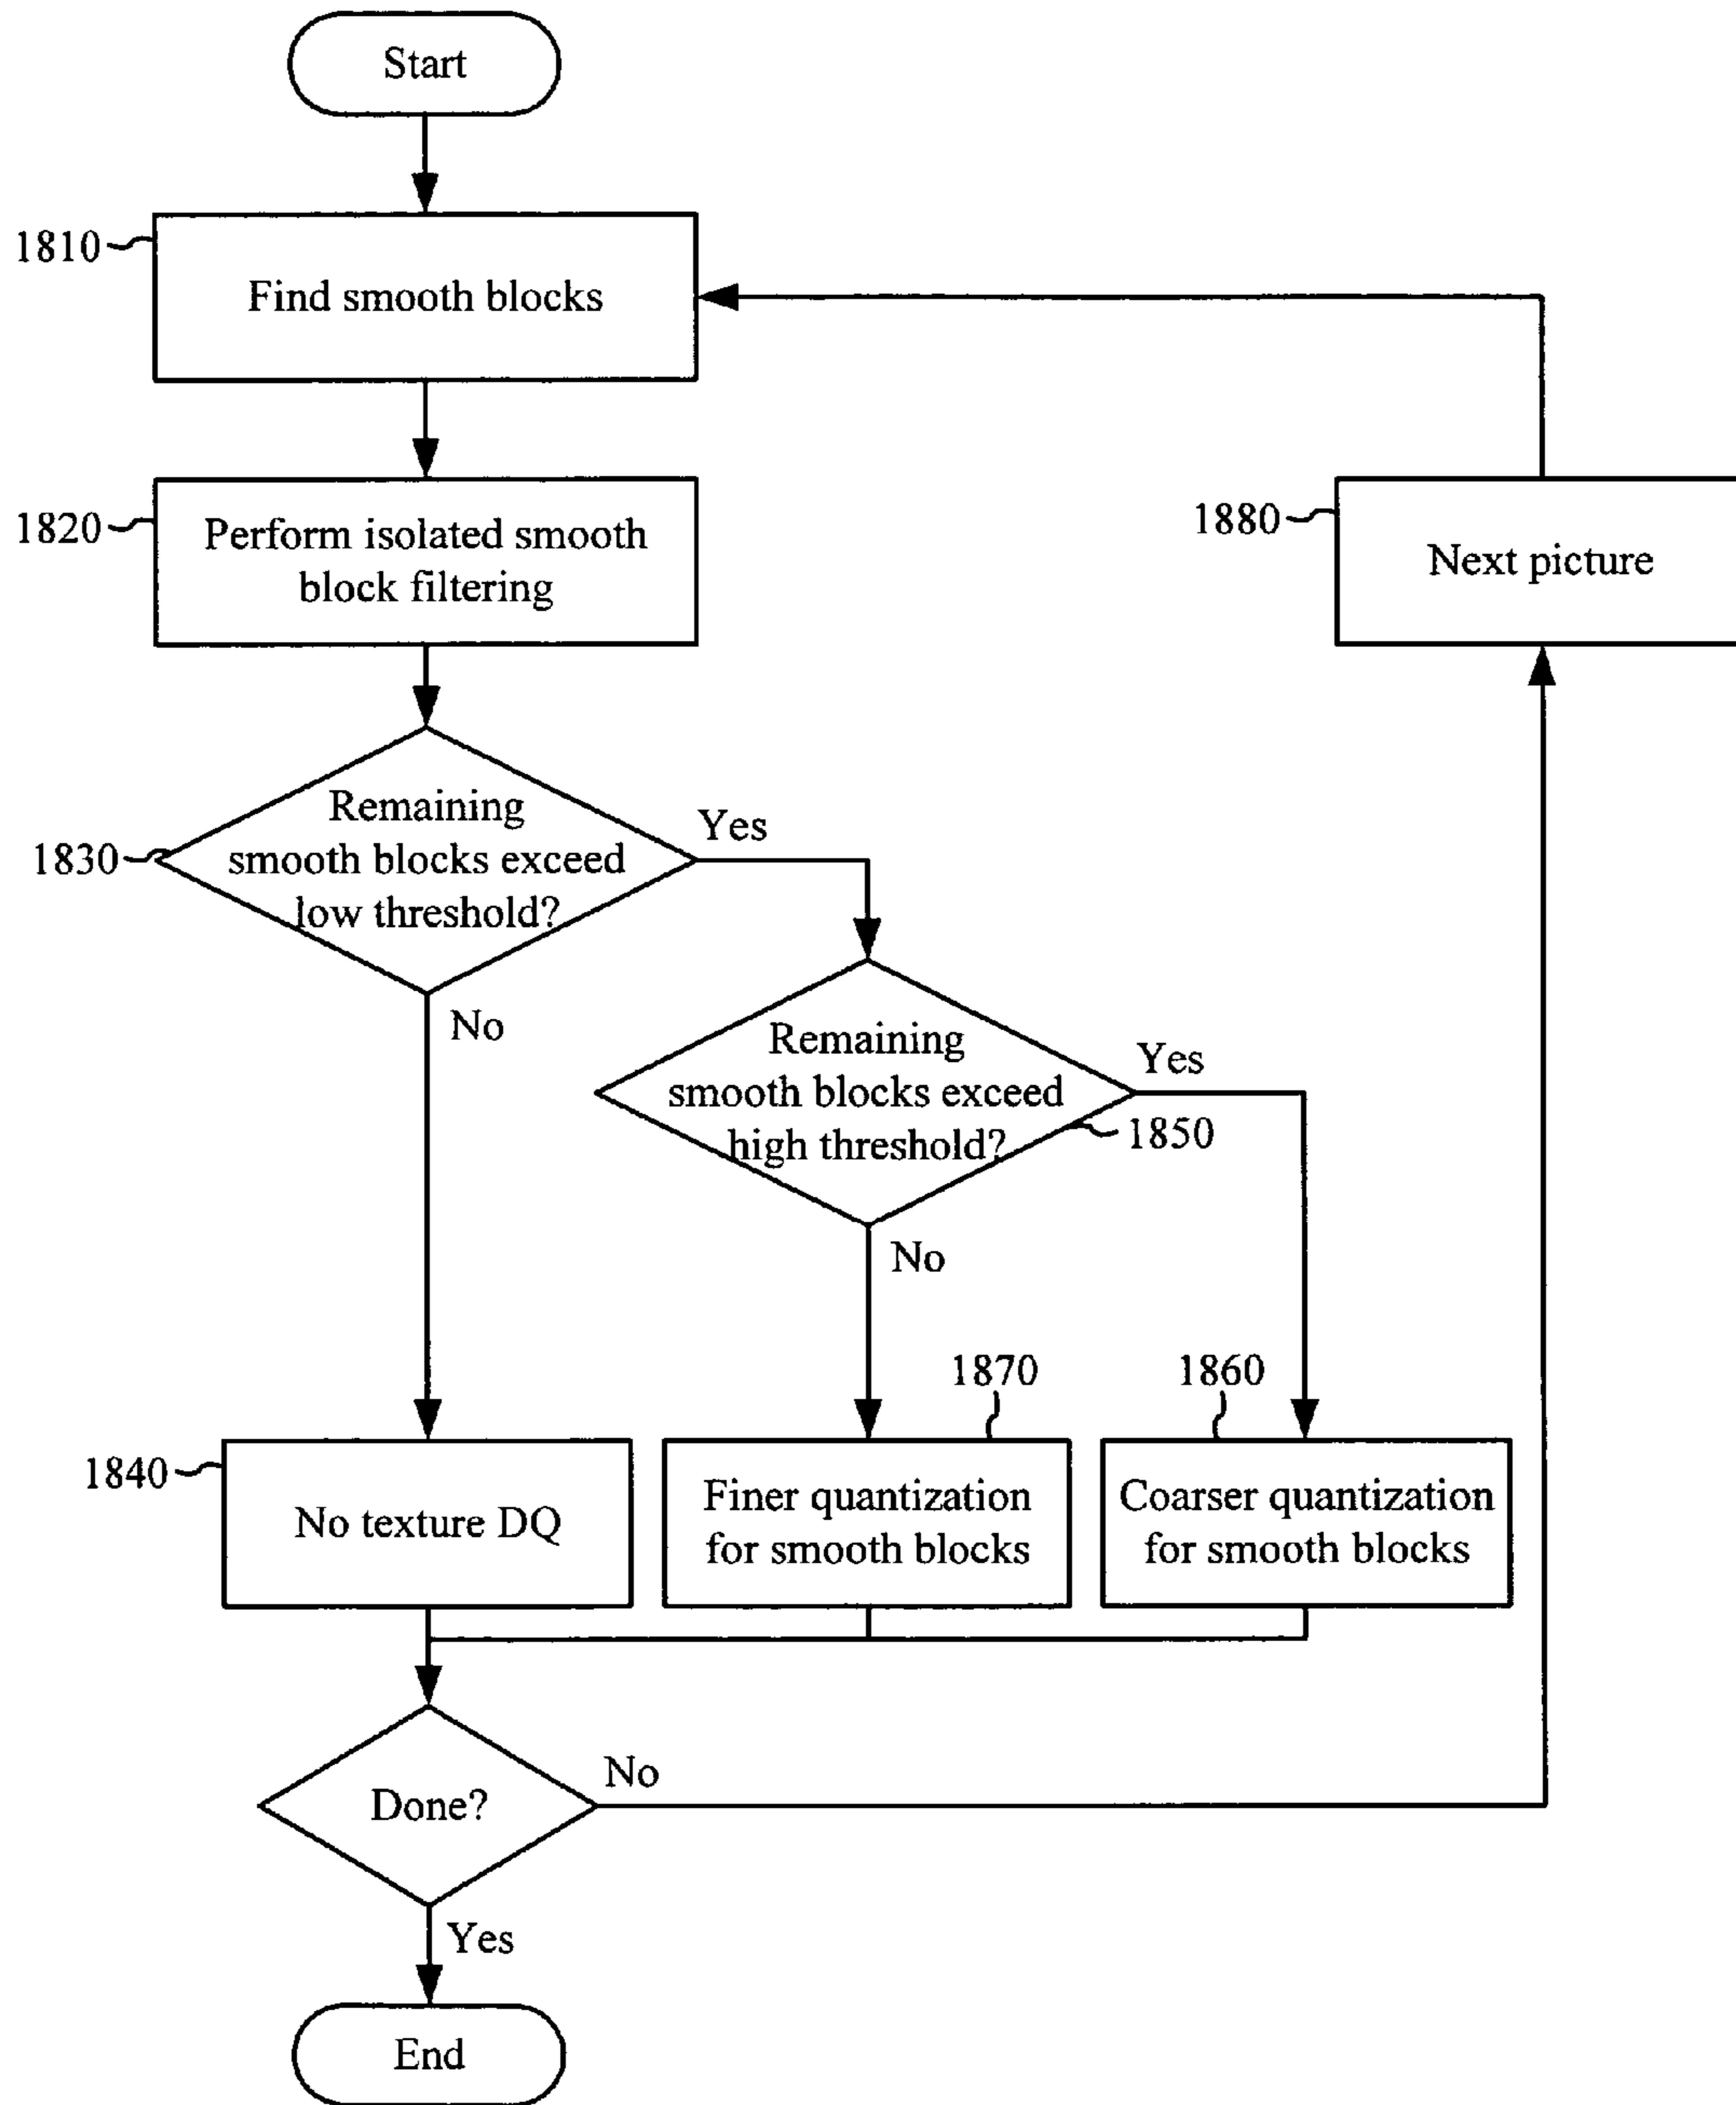 Start
1810
Find smooth blocks
1820
Perform isolated smooth
block filtering
1880
Next picture
1830
Remaining
smooth blocks exceed
low threshold?
Yes
No
Remaining
smooth blocks exceed
high threshold?
Yes
1850
No
1870
1860
1840
No texture DQ
Finer quantization
for smooth blocks
Coarser quantization
for smooth blocks
Done?
No
Yes
End